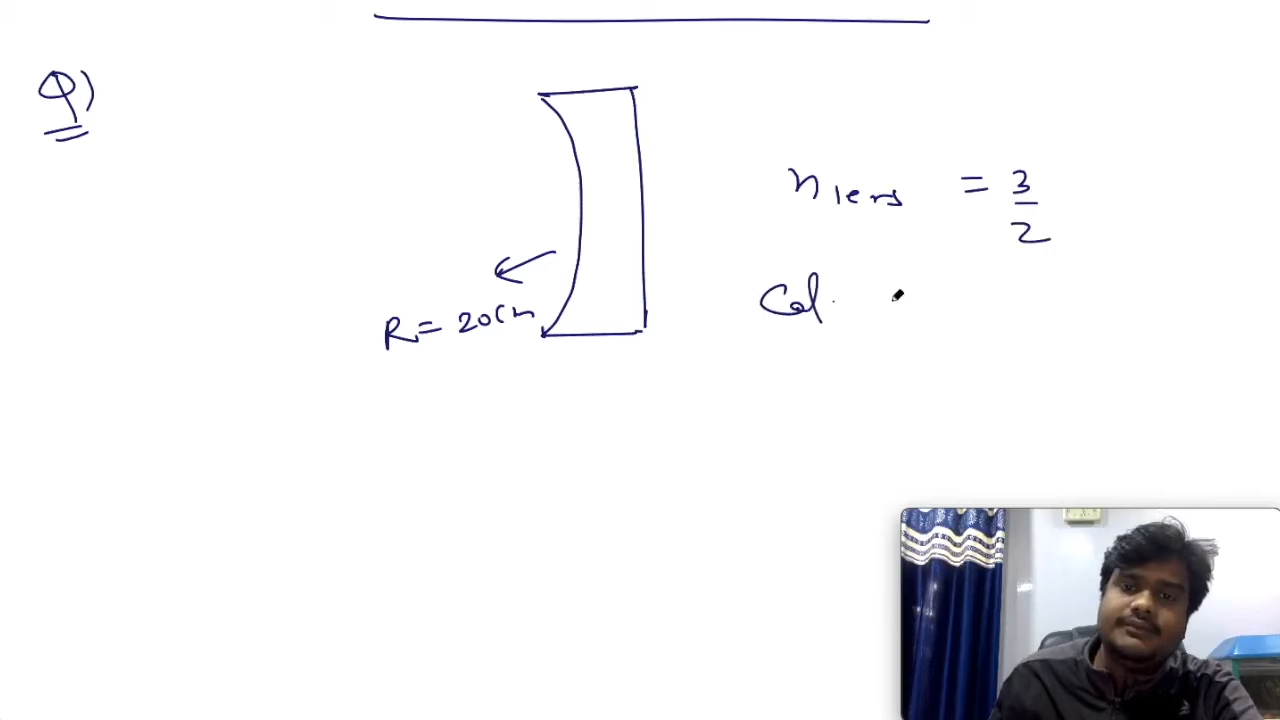 Q)
n lens = 3/2
Cal.
R = 20cm